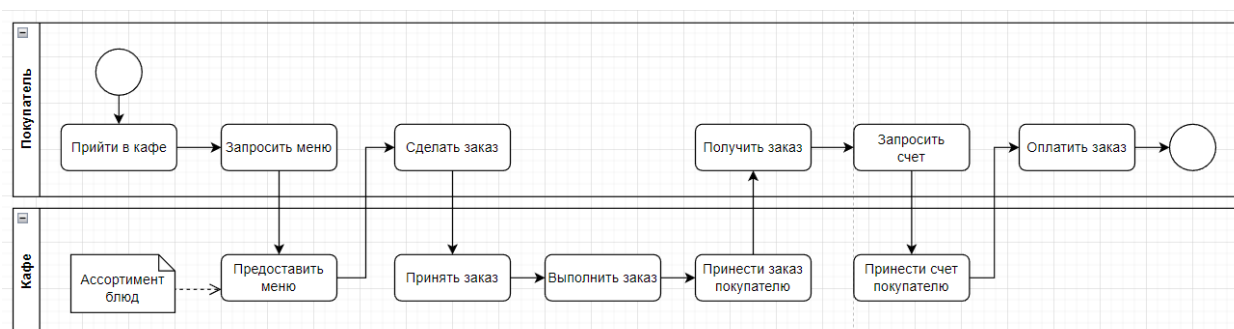 Покупатель
Прийти в кафе
Запросить меню
Сделать заказ
Получить заказ
Запросить
счет
Оплатить заказ
Кафе
Ассортимент
блюд
Предоставить
меню
Принять заказ
Выполнить заказ
Принести заказ
покупателю
Принести счет
покупателю